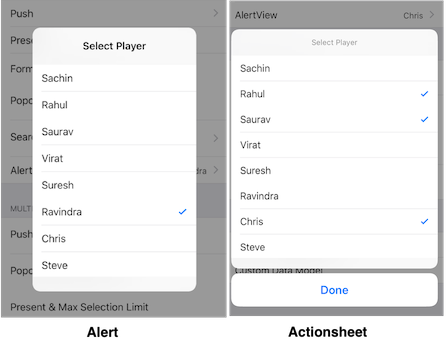 Push
Prese
Form
Popo
Sear
Alert
ndra
MULT
Push
Popo
Present & Max Selection Limit
Select Player
Sachin
Rahul
Saurav
Virat
Suresh
Ravindra
Chris
Steve
Alert
AlertView
Chris
Select Player
Sachin
Rahul
Saurav
Virat
Suresh
Ravindra
Chris
Steve
Custom Data Model
Done
Actionsheet